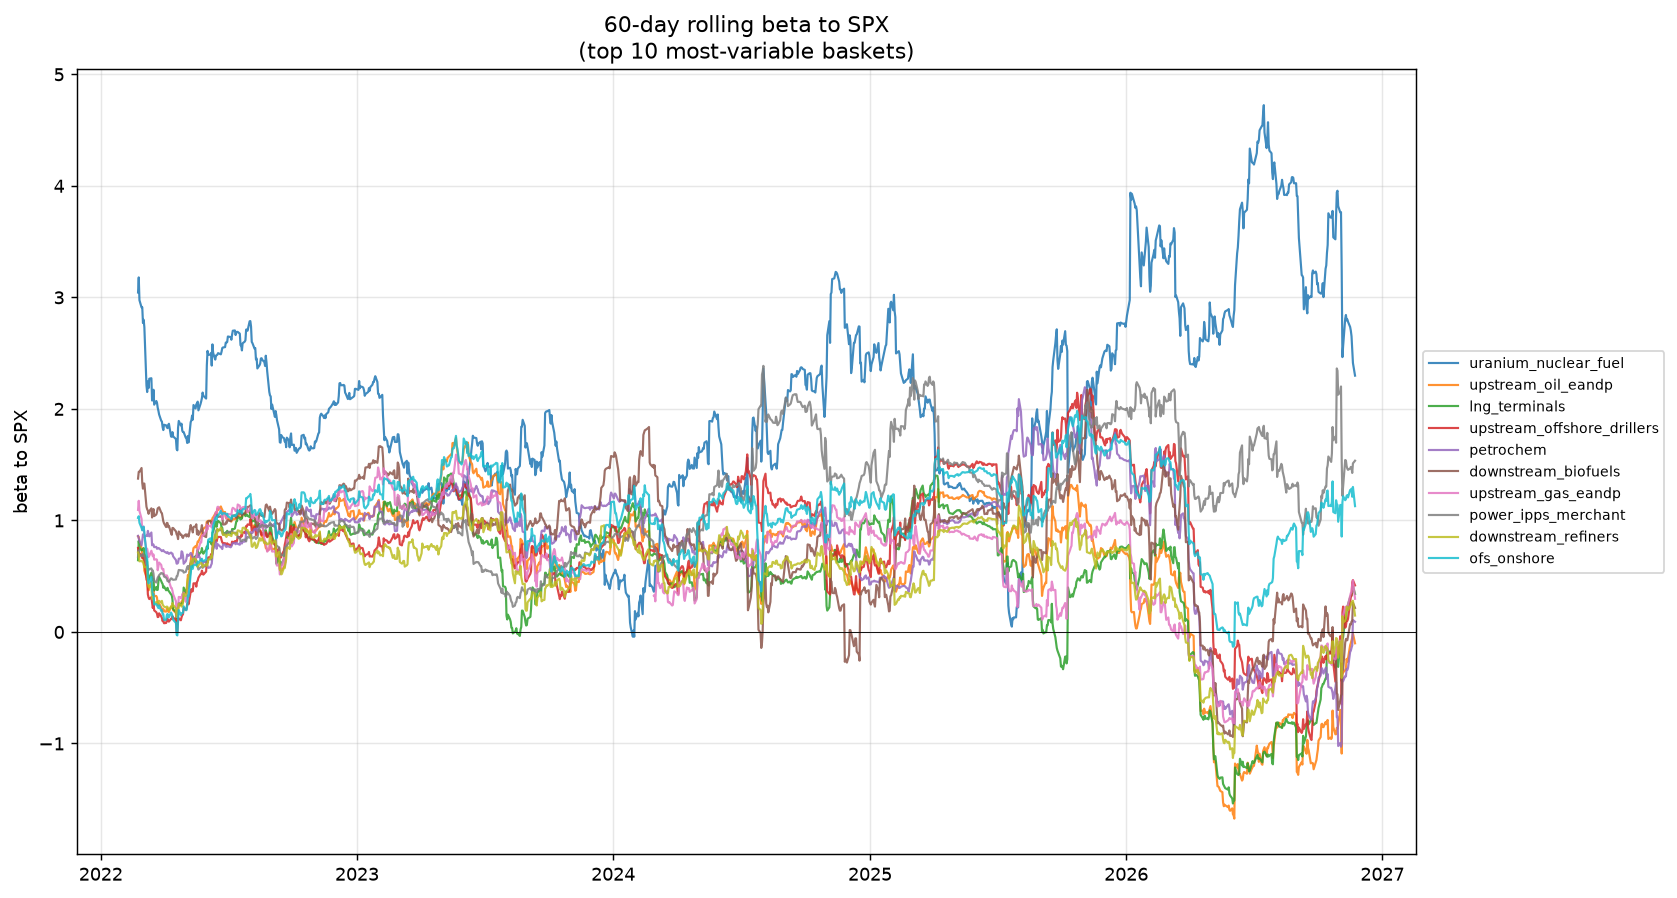 60-day rolling beta to SPX
(top 10 most-variable baskets)
5
4
3
2
1
0
−1
beta to SPX
2022
2023
2024
2025
2026
2027
uranium_nuclear_fuel
upstream_oil_eandp
lng_terminals
upstream_offshore_drillers
petrochem
downstream_biofuels
upstream_gas_eandp
power_ipps_merchant
downstream_refiners
ofs_onshore